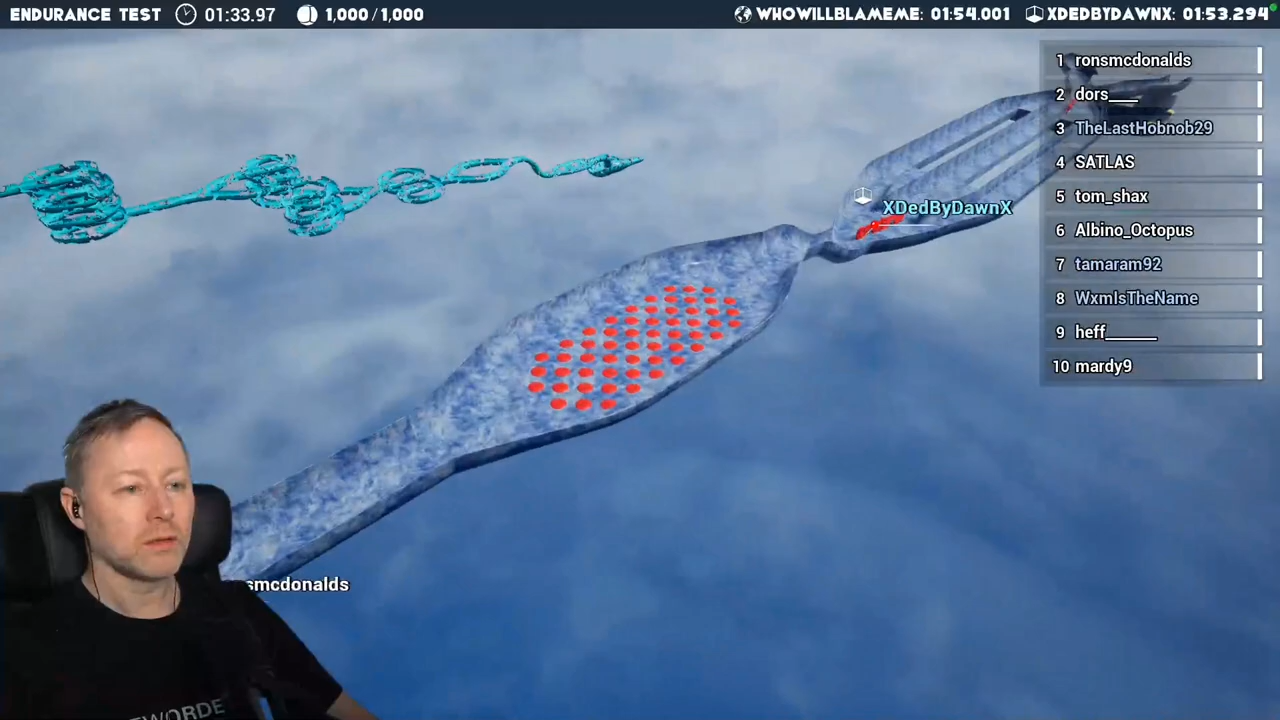 ENDURANCE TEST 01:33.97 1,000 / 1,000 WHOWILLBLAMEME: 01:54.001 XDEDBYDAWNX: 01:53.294
1 ronsmcdonalds
2 dors___
3 TheLastHobnob29
4 SATLAS
5 tom_shax
6 Albino_Octopus
7 tamaram92
8 WxmIsTheName
9 heff______
10 mardy9
XDedByDawnX
smcdonalds